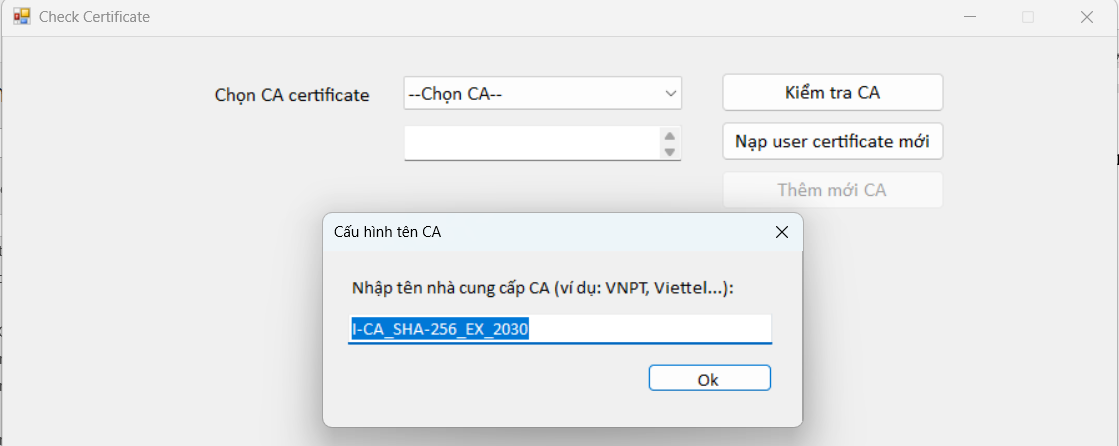 Check Certificate
Chọn CA certificate
--Chọn CA--
Kiểm tra CA
Nạp user certificate mới
Thêm mới CA
Cấu hình tên CA
Nhập tên nhà cung cấp CA (ví dụ: VNPT, Viettel...):
I-CA_SHA-256_EX_2030
Ok